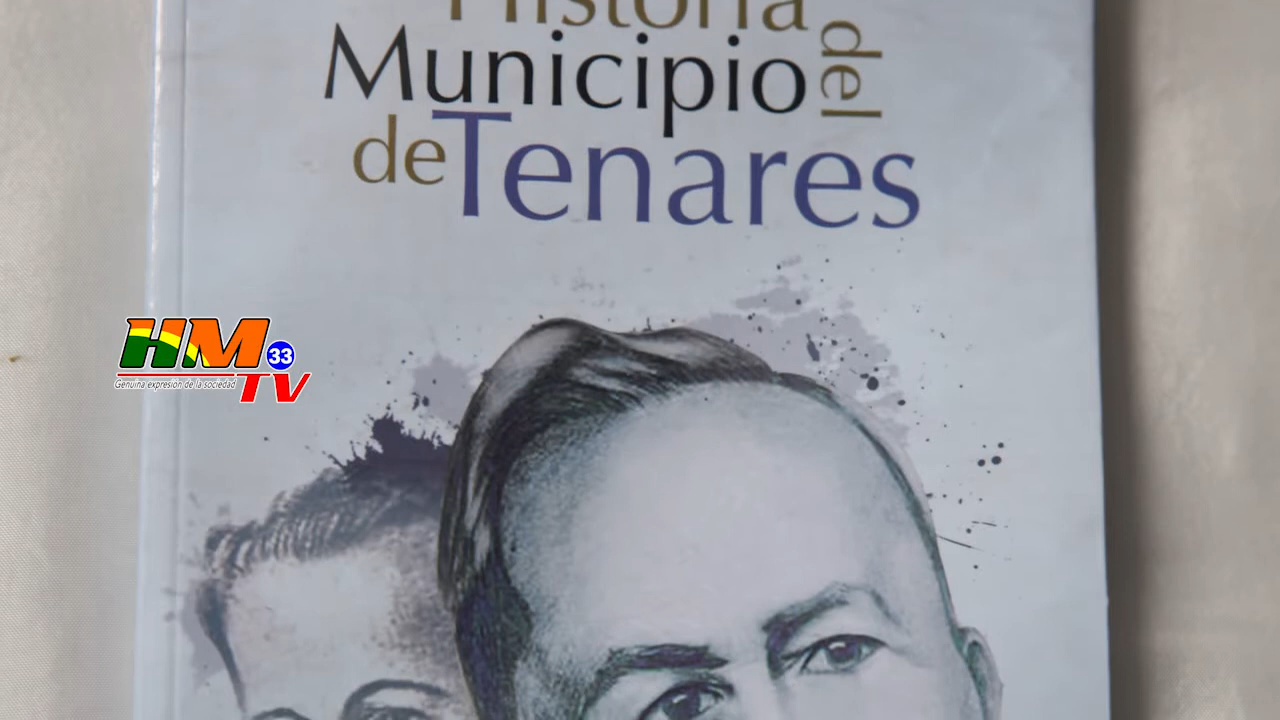 Historia
Municipio del
de Tenares
HM 33
Genuina expresión de la sociedad
TV